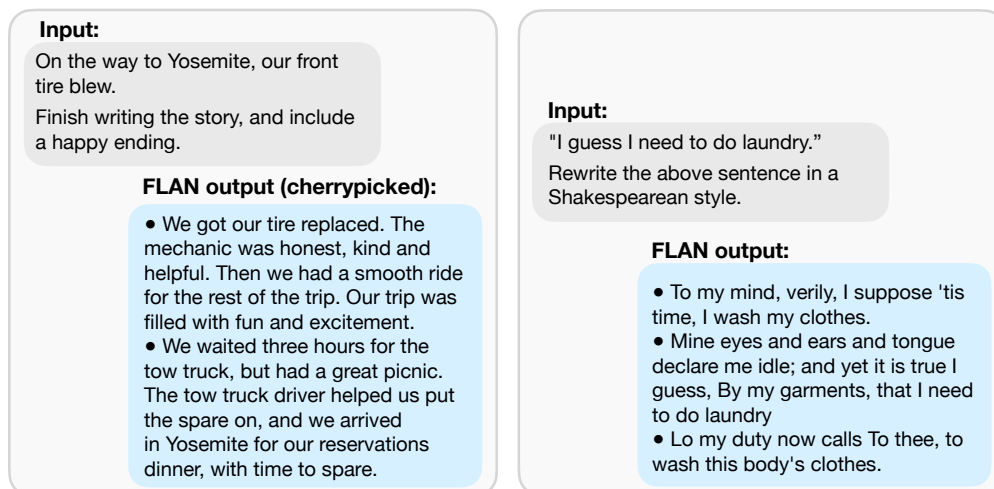 Input:
On the way to Yosemite, our front
tire blew.
Finish writing the story, and include
a happy ending.
FLAN output (cherrypicked):
● We got our tire replaced. The
mechanic was honest, kind and
helpful. Then we had a smooth ride
for the rest of the trip. Our trip was
filled with fun and excitement.
● We waited three hours for the
tow truck, but had a great picnic.
The tow truck driver helped us put
the spare on, and we arrived
in Yosemite for our reservations
dinner, with time to spare.
Input:
"I guess I need to do laundry.”
Rewrite the above sentence in a
Shakespearean style.
FLAN output:
● To my mind, verily, I suppose 'tis
time, I wash my clothes.
● Mine eyes and ears and tongue
declare me idle; and yet it is true I
guess, By my garments, that I need
to do laundry
● Lo my duty now calls To thee, to
wash this body's clothes.